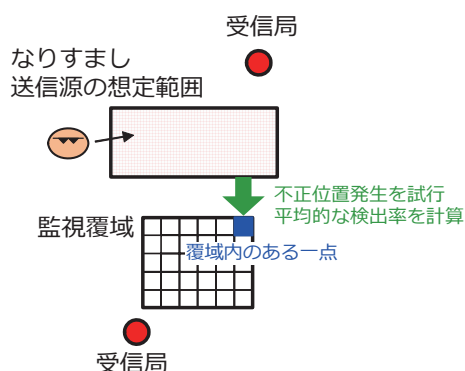 受信局
なりすまし
送信源の想定範囲
不正位置発生を試行
平均的な検出率を計算
監視覆域
覆域内のある一点
受信局